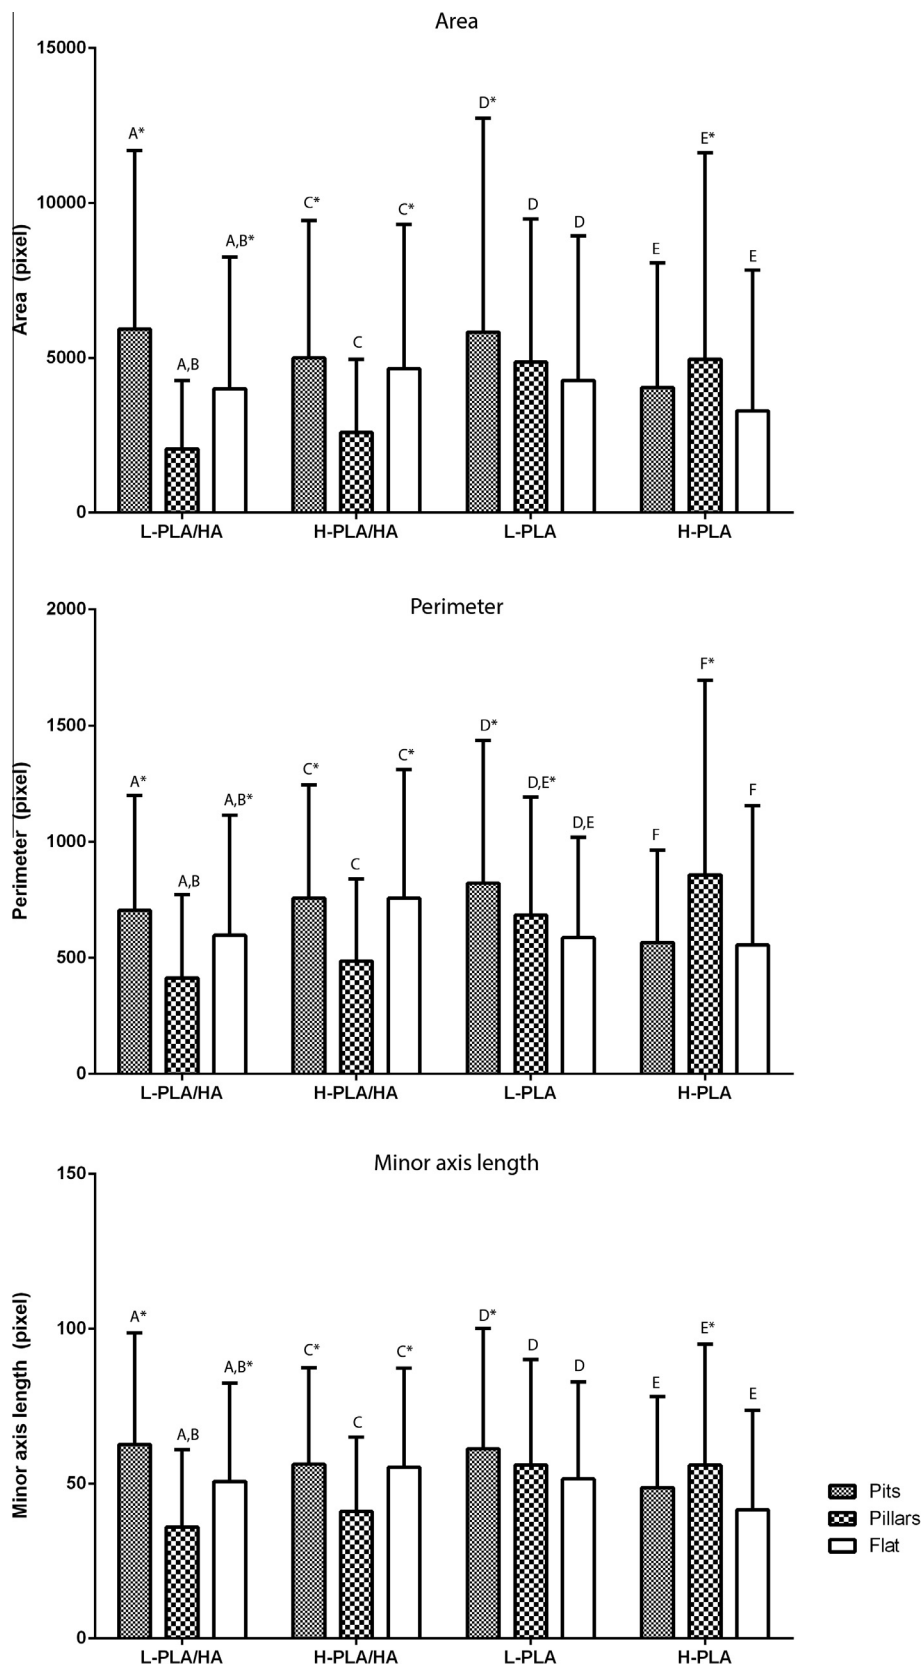 Area
15000
D*
A*
E*
C*
C*
10000
D
D
A,B*
E
E
Area (pixel)
A,B
C
5000
0
L-PLA/HA
H-PLA/HA
L-PLA
H-PLA
Perimeter
2000
F*
1500
D*
C*
C*
A*
D,E*
A,B*
F
D,E
F
1000
A,B
C
Perimeter (pixel)
500
0
L-PLA/HA
H-PLA/HA
L-PLA
H-PLA
Minor axis length
150
A*
D*
E*
100
C*
C*
A,B*
D
D
E
E
A,B
C
Minor axis length (pixel)
50
0
L-PLA/HA
H-PLA/HA
L-PLA
H-PLA
Pits
Pillars
Flat